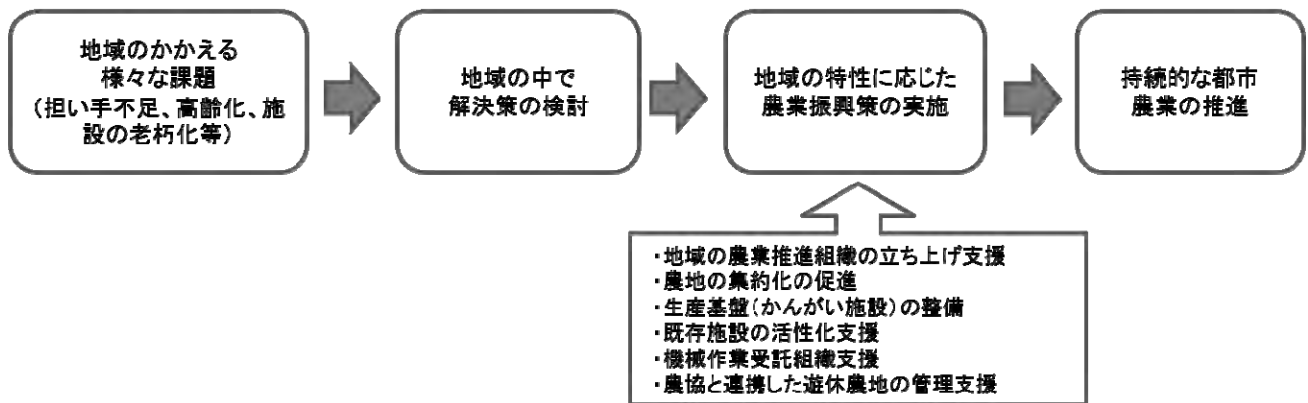 地域のかかえる
様々な課題
(担い手不足、高齢化、施
設の老朽化等)
地域の中で
解決策の検討
地域の特性に応じた
農業振興策の実施
持続的な都市
農業の推進
・地域の農業推進組織の立ち上げ支援
・農地の集約化の促進
・生産基盤(かんがい施設)の整備
・既存施設の活性化支援
・機械作業受託組織支援
・農協と連携した遊休農地の管理支援